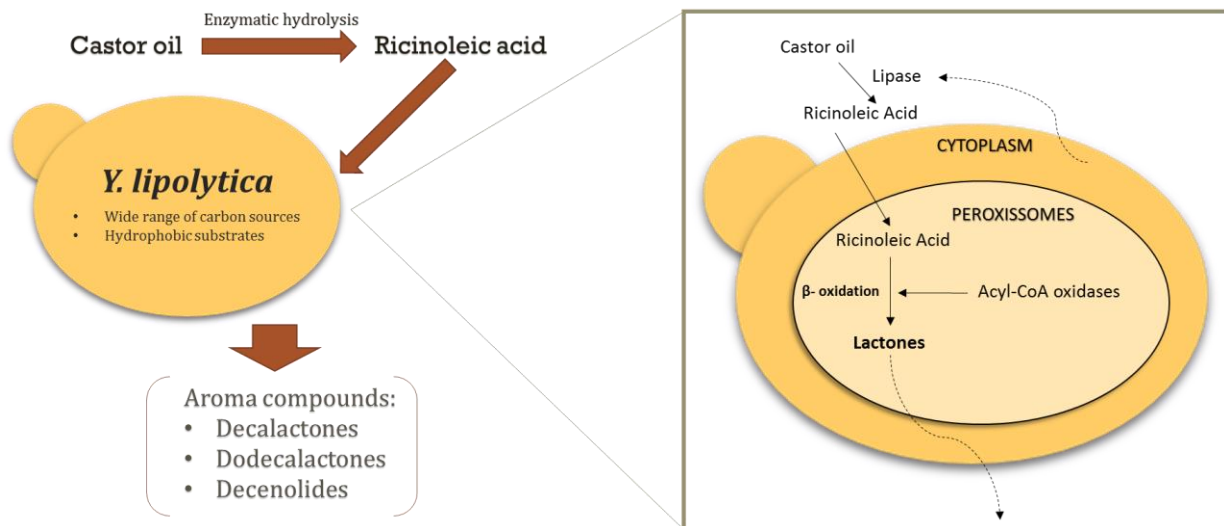 Enzymatic hydrolysis
Castor oil
Ricinoleic acid
Y. lipolytica
• Wide range of carbon sources
• Hydrophobic substrates
Aroma compounds:
• Decalactones
• Dodecalactones
• Decenolides
Castor oil
Lipase
Ricinoleic Acid
CYTOPLASM
PEROXISSOMES
Ricinoleic Acid
β- oxidation
Acyl-CoA oxidases
Lactones